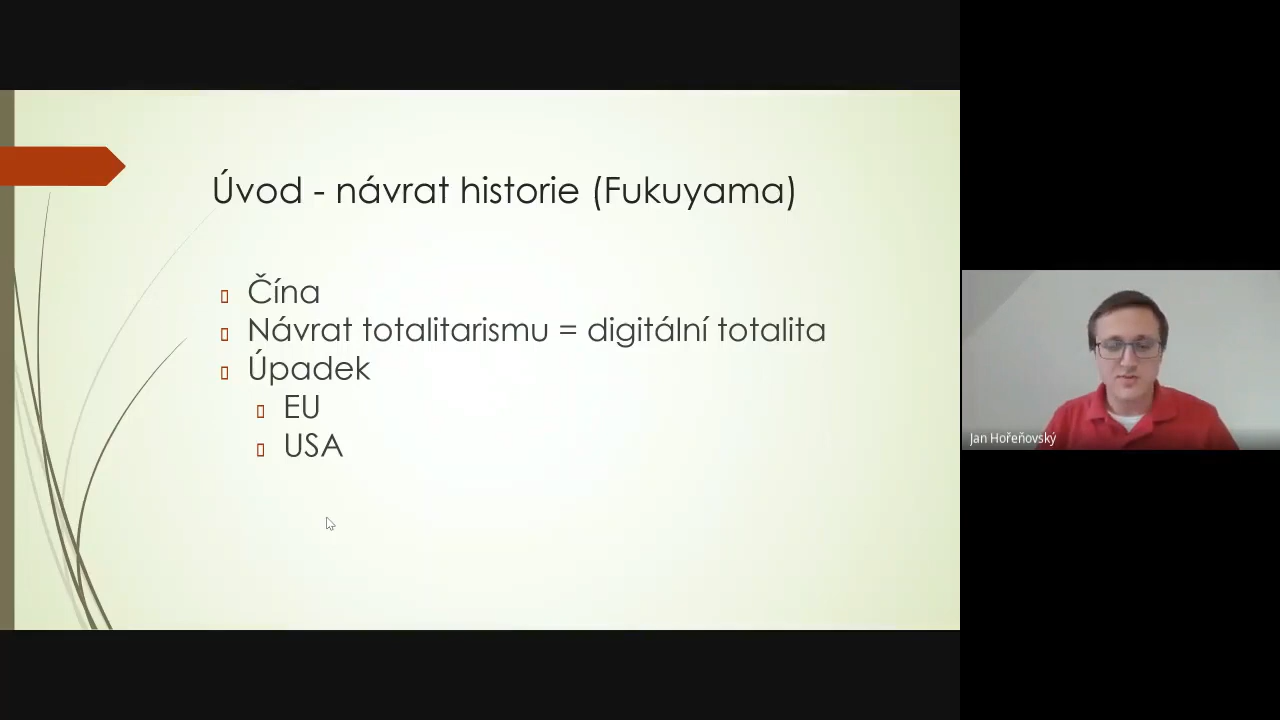 Úvod - návrat historie (Fukuyama)
Čína
Návrat totalitarismu = digitální totalita
Úpadek
EU
USA
Jan Hořeňovský